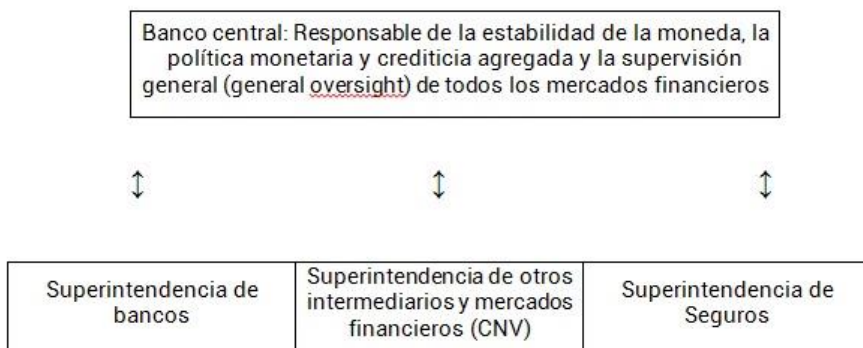 Banco central: Responsable de la estabilidad de la moneda, la
política monetaria y crediticia agregada y la supervisión
general (general oversight) de todos los mercados financieros
↕ ↕ ↕
Superintendencia de
bancos
Superintendencia de otros
intermediarios y mercados
financieros (CNV)
Superintendencia de
Seguros